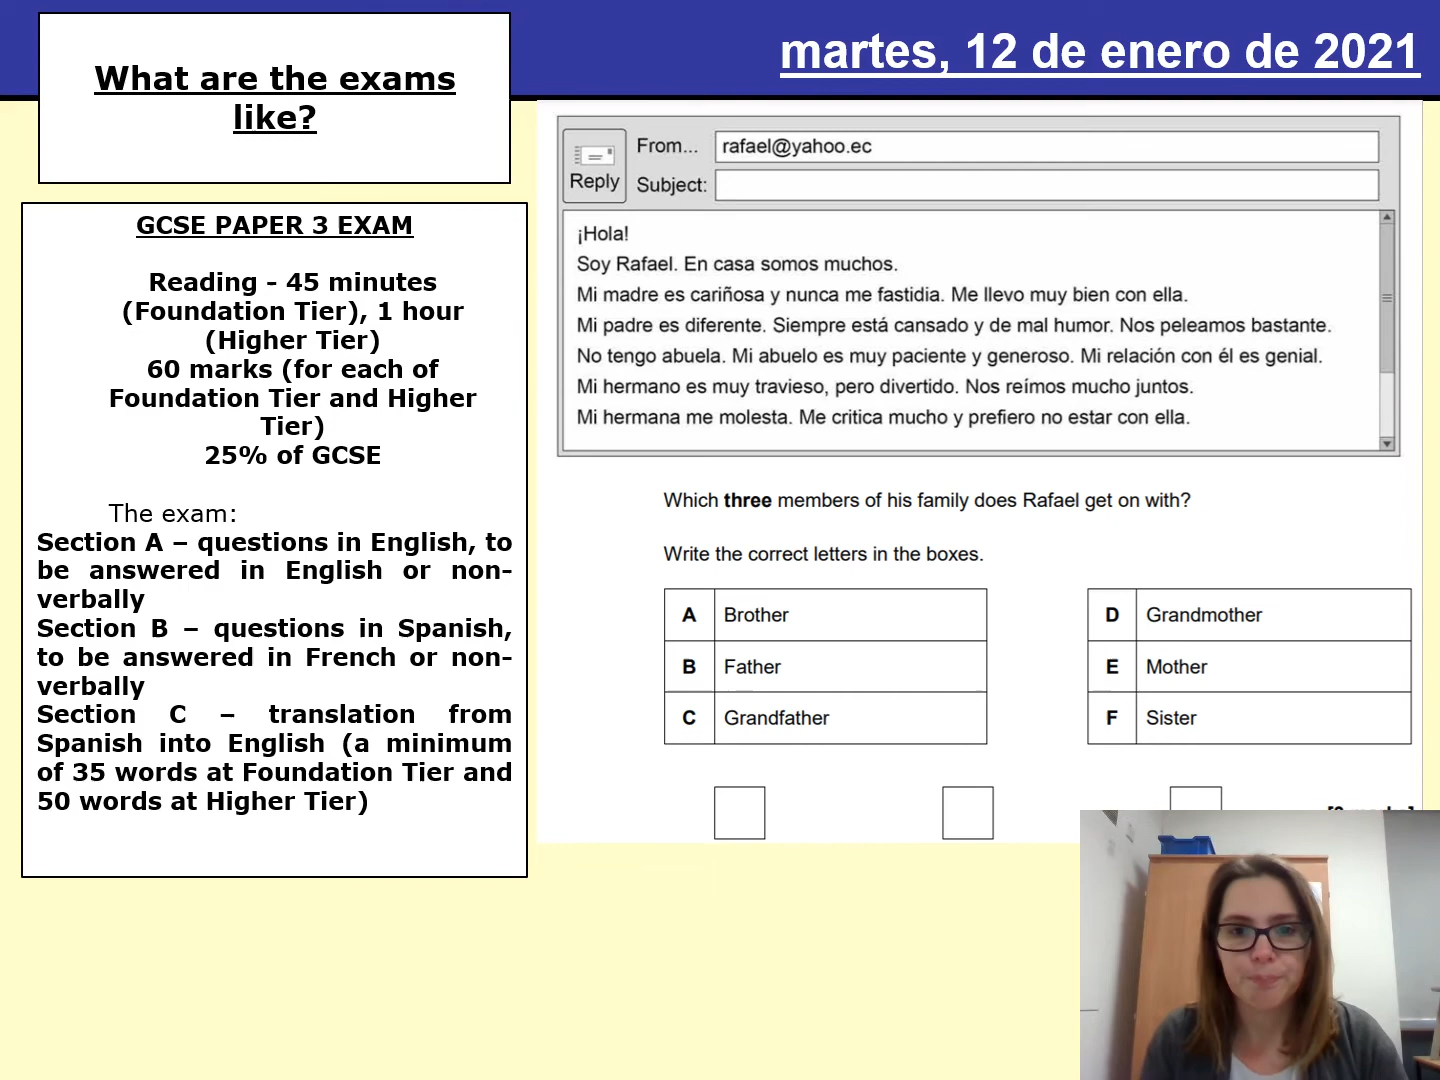 What are the exams
like?
martes, 12 de enero de 2021
GCSE PAPER 3 EXAM
Reading - 45 minutes
(Foundation Tier), 1 hour
(Higher Tier)
60 marks (for each of
Foundation Tier and Higher
Tier)
25% of GCSE
The exam:
Section A – questions in English, to
be answered in English or non-
verbally
Section B – questions in Spanish,
to be answered in French or non-
verbally
Section C – translation from
Spanish into English (a minimum
of 35 words at Foundation Tier and
50 words at Higher Tier)
Reply
From... rafael@yahoo.ec
Subject:
¡Hola!
Soy Rafael. En casa somos muchos.
Mi madre es cariñosa y nunca me fastidia. Me llevo muy bien con ella.
Mi padre es diferente. Siempre está cansado y de mal humor. Nos peleamos bastante.
No tengo abuela. Mi abuelo es muy paciente y generoso. Mi relación con él es genial.
Mi hermano es muy travieso, pero divertido. Nos reímos mucho juntos.
Mi hermana me molesta. Me critica mucho y prefiero no estar con ella.
Which three members of his family does Rafael get on with?
Write the correct letters in the boxes.
A Brother
B Father
C Grandfather
D Grandmother
E Mother
F Sister